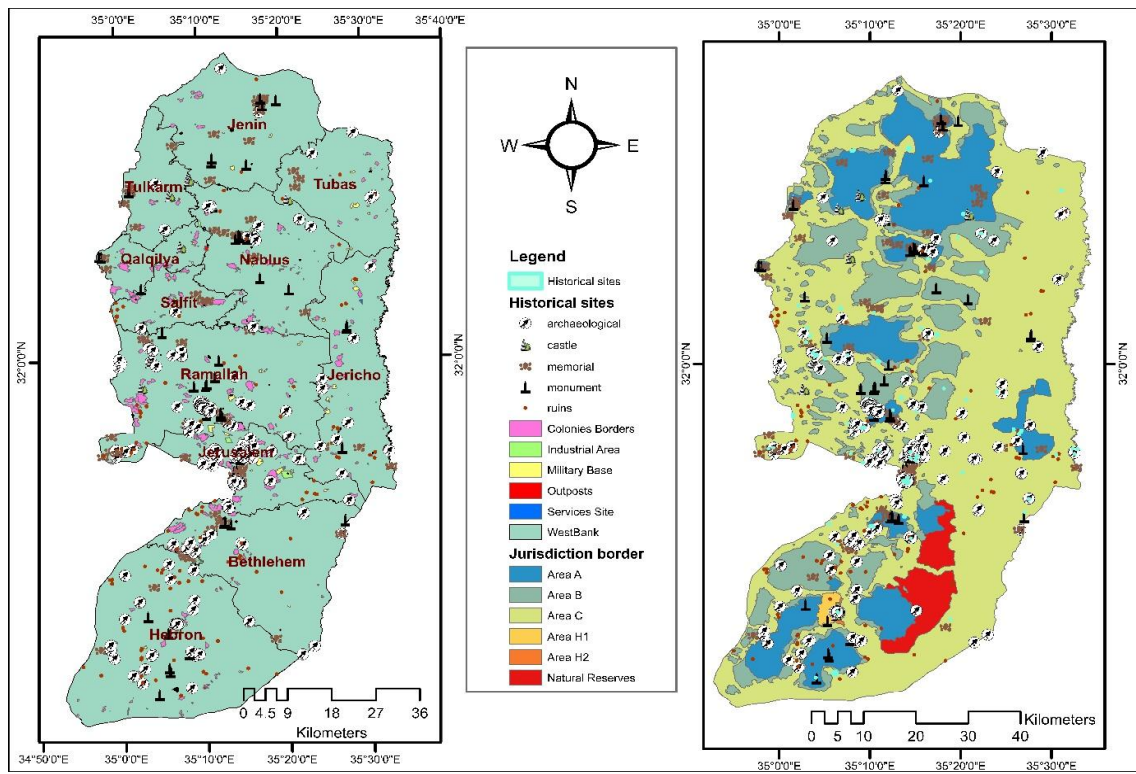 35°0'0"E
35°10'0"E
35°20'0"E
35°30'0"E
35°40'0"E
32°0'0"N
Jenin
Tulkarm
Tubas
Qalqilya
Nablus
Salfit
Ramallah
Jericho
Jerusalem
Bethlehem
Hebron
0 4.5 9 18 27 36
Kilometers
34°50'0"E
35°0'0"E
35°10'0"E
35°20'0"E
35°30'0"E
32°0'0"N
N
W
E
S
Legend
Historical sites
Historical sites
archaeological
castle
memorial
monument
ruins
Colonies Borders
Industrial Area
Military Base
Outposts
Services Site
WestBank
Jurisdiction border
Area A
Area B
Area C
Area H1
Area H2
Natural Reserves
35°0'0"E
35°10'0"E
35°20'0"E
35°30'0"E
32°0'0"N
Kilometers
0 5 10 20 30 40
35°0'0"E
35°10'0"E
35°20'0"E
35°30'0"E